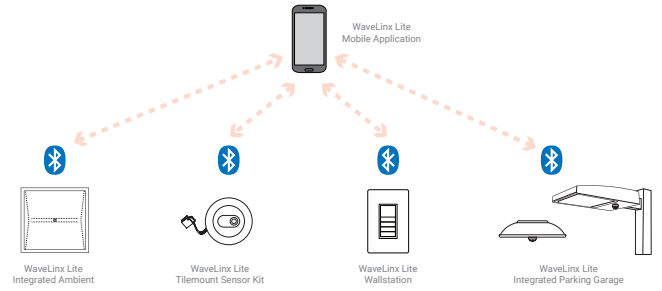 WaveLinx Lite
Mobile Application
WaveLinx Lite
Integrated Ambient
WaveLinx Lite
Tilemount Sensor Kit
WaveLinx Lite
Wallstation
WaveLinx Lite
Integrated Parking Garage